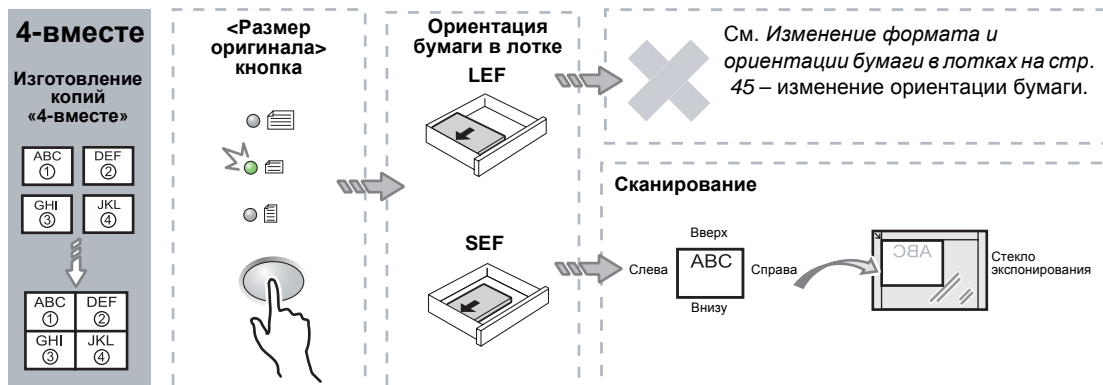 4-вместе
Изготовление
копий
«4-вместе»
ABC
①
DEF
②
GHI
③
JKL
④
ABC
①
DEF
②
GHI
③
JKL
④
<Размер
оригинала>
кнопка
Ориентация
бумаги в лотке
LEF
SEF
См. Изменение формата и
ориентации бумаги в лотках на стр.
45 – изменение ориентации бумаги.
Сканирование
Вверх
Слева
ABC
Справа
Внизу
ABC
Стекло
экспонирования